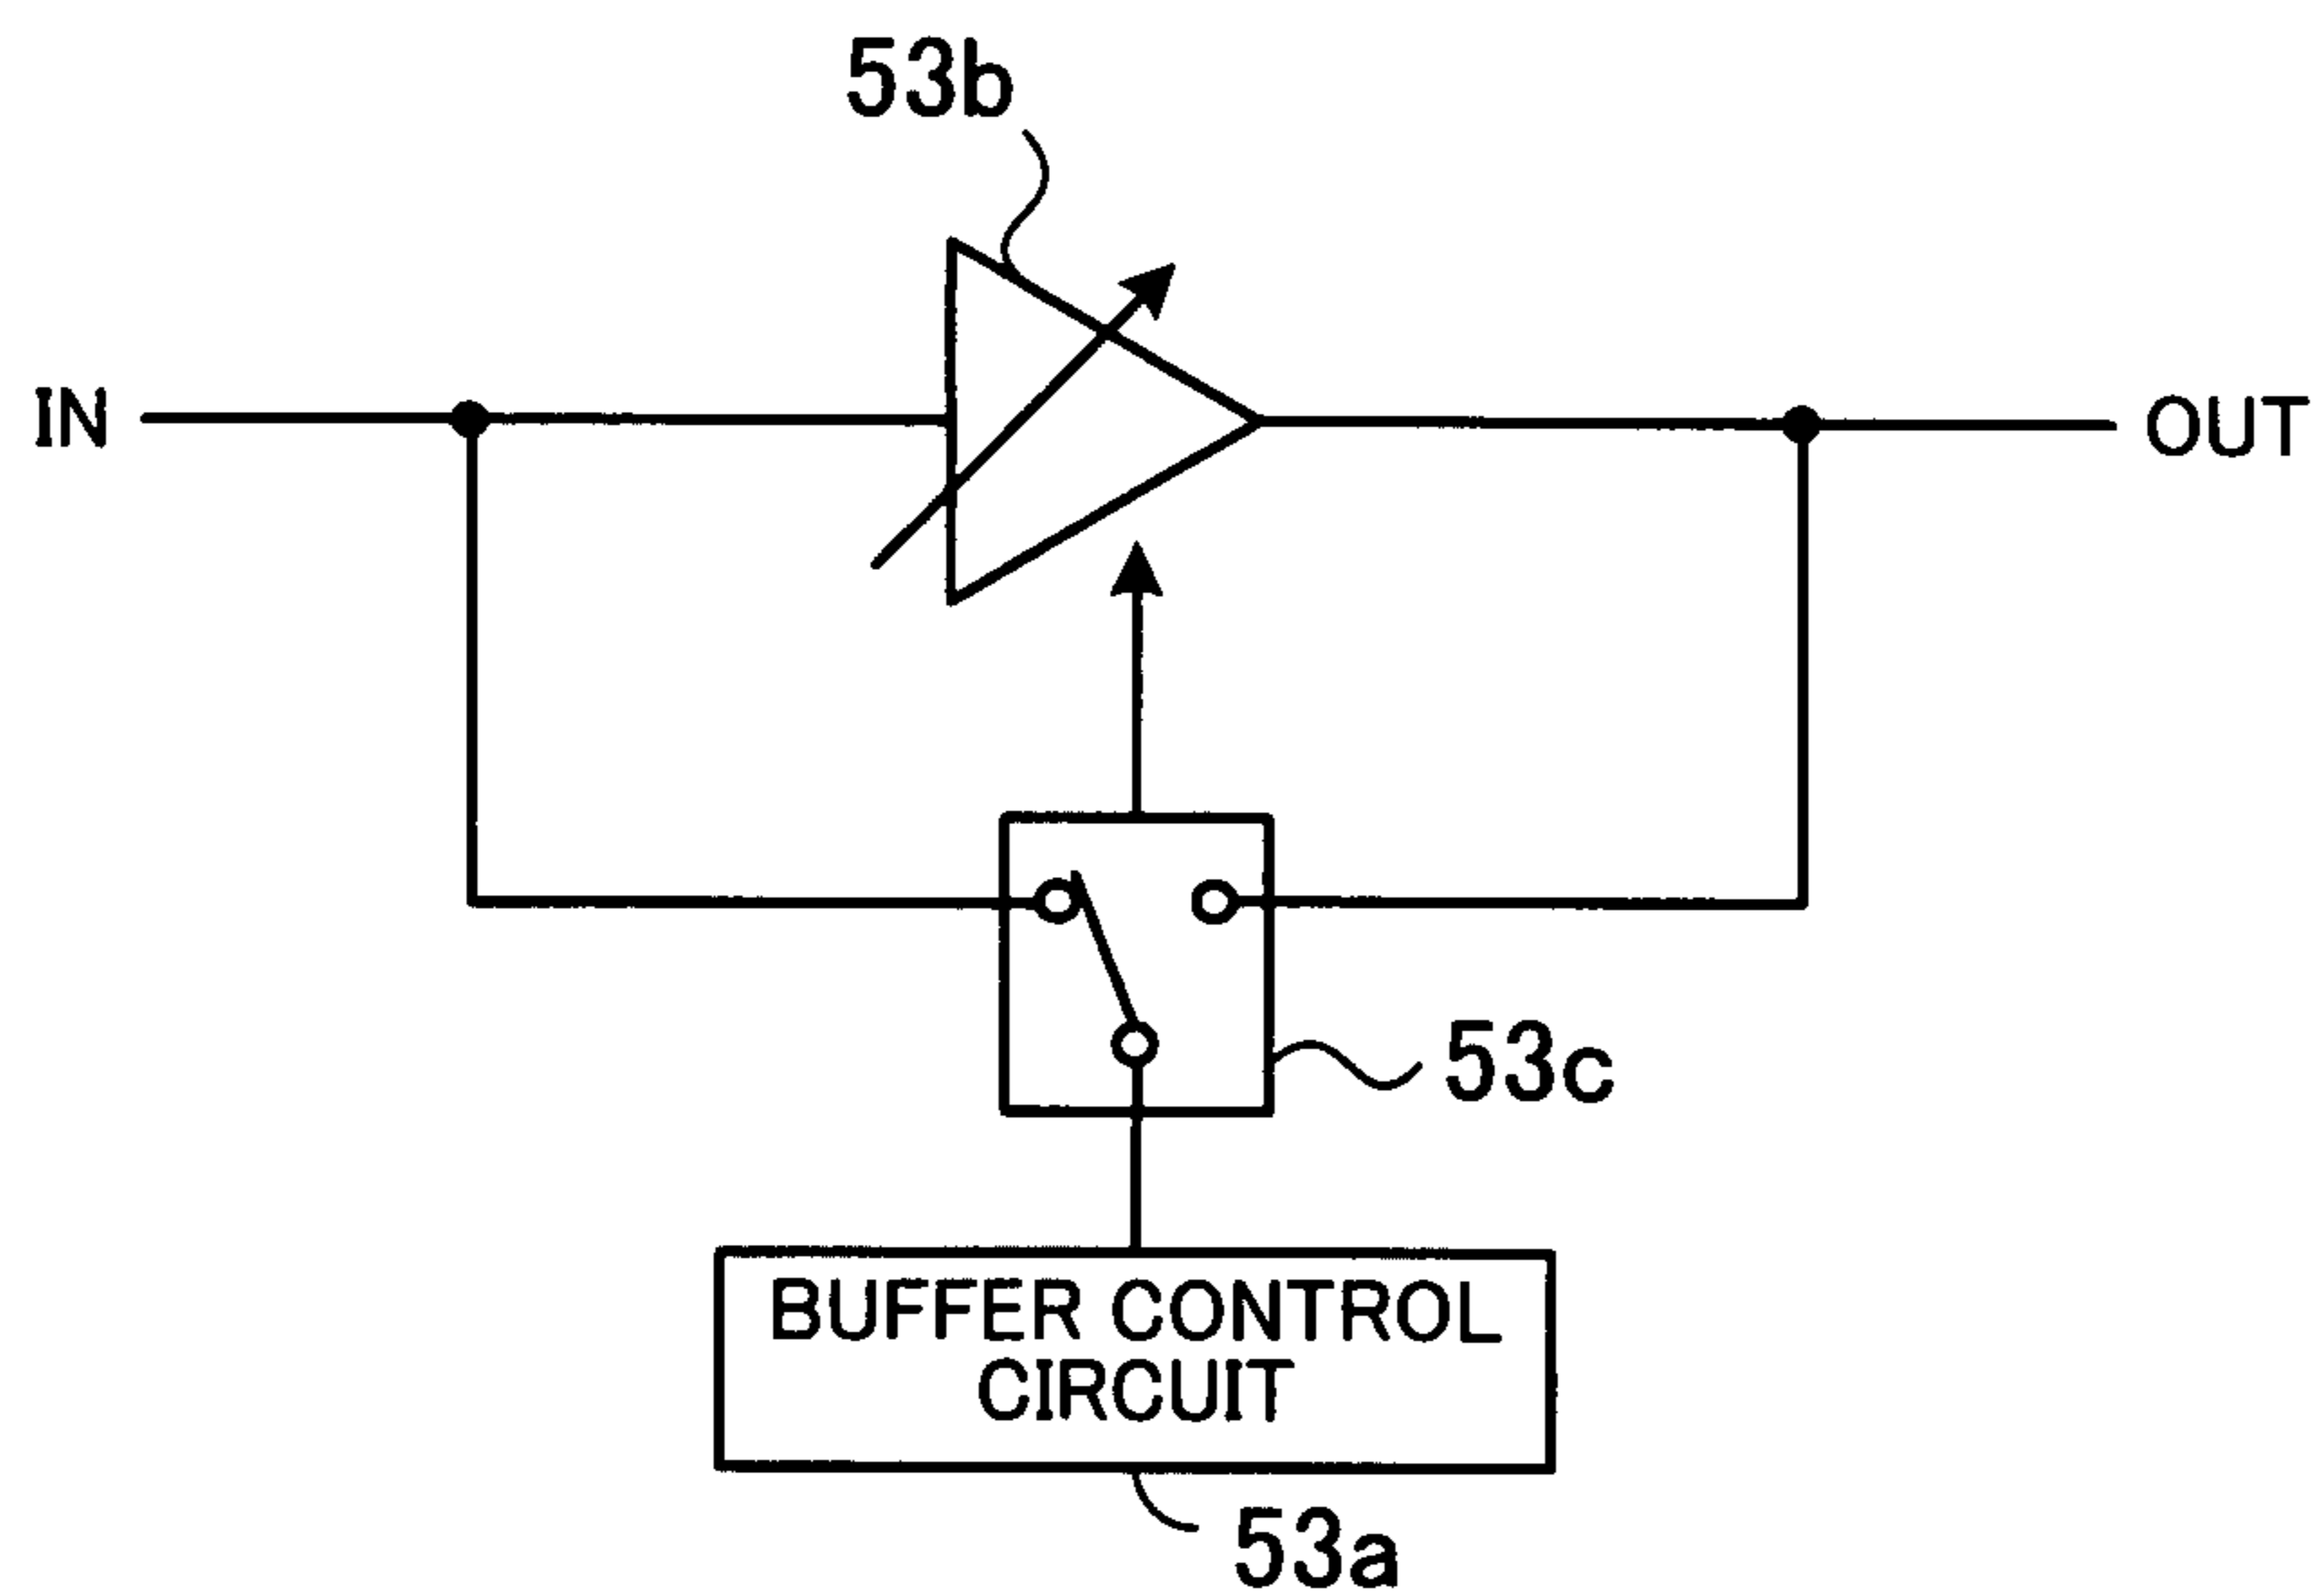 53b
IN
OUT
53c
BUFFER CONTROL
CIRCUIT
53a